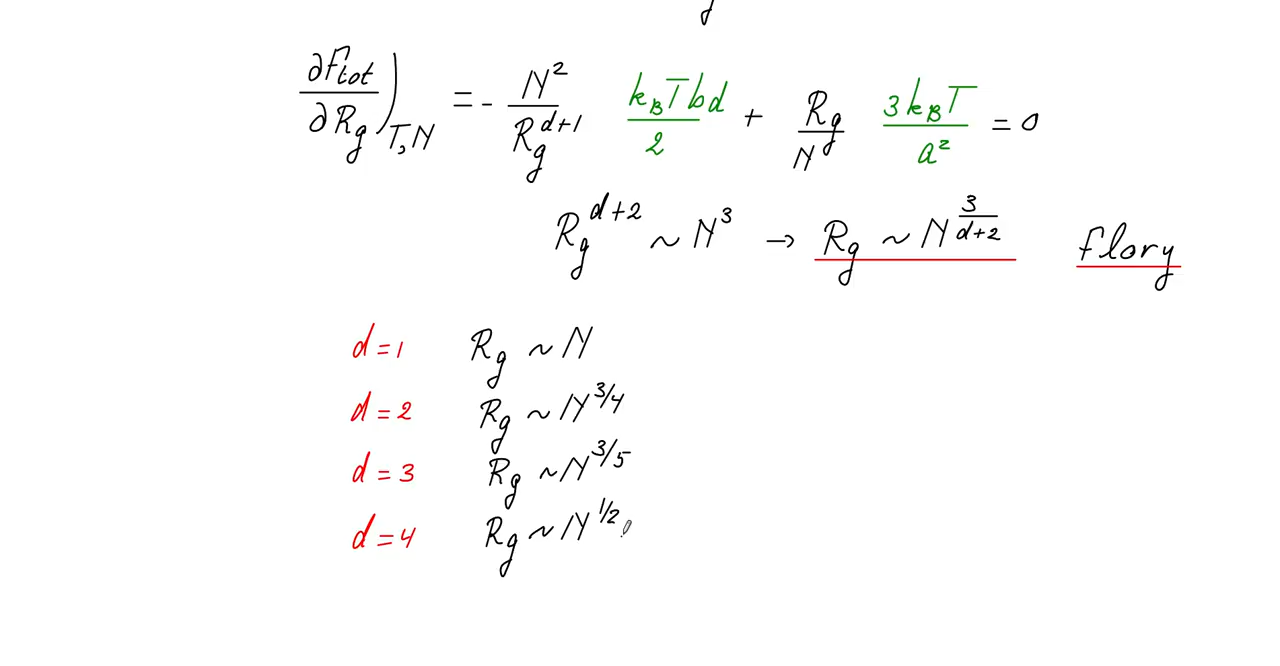 ∂F_tot/∂R_g)_{T,N} = - N²/R_g^{d+1} k_BTbd/2 + R_g/N 3k_BT/a² = 0
R_g^{d+2} ~ N³ → R_g ~ N^{3/(d+2)} Flory
d=1 R_g ~ N
d=2 R_g ~ N^{3/4}
d=3 R_g ~ N^{3/5}
d=4 R_g ~ N^{1/2}